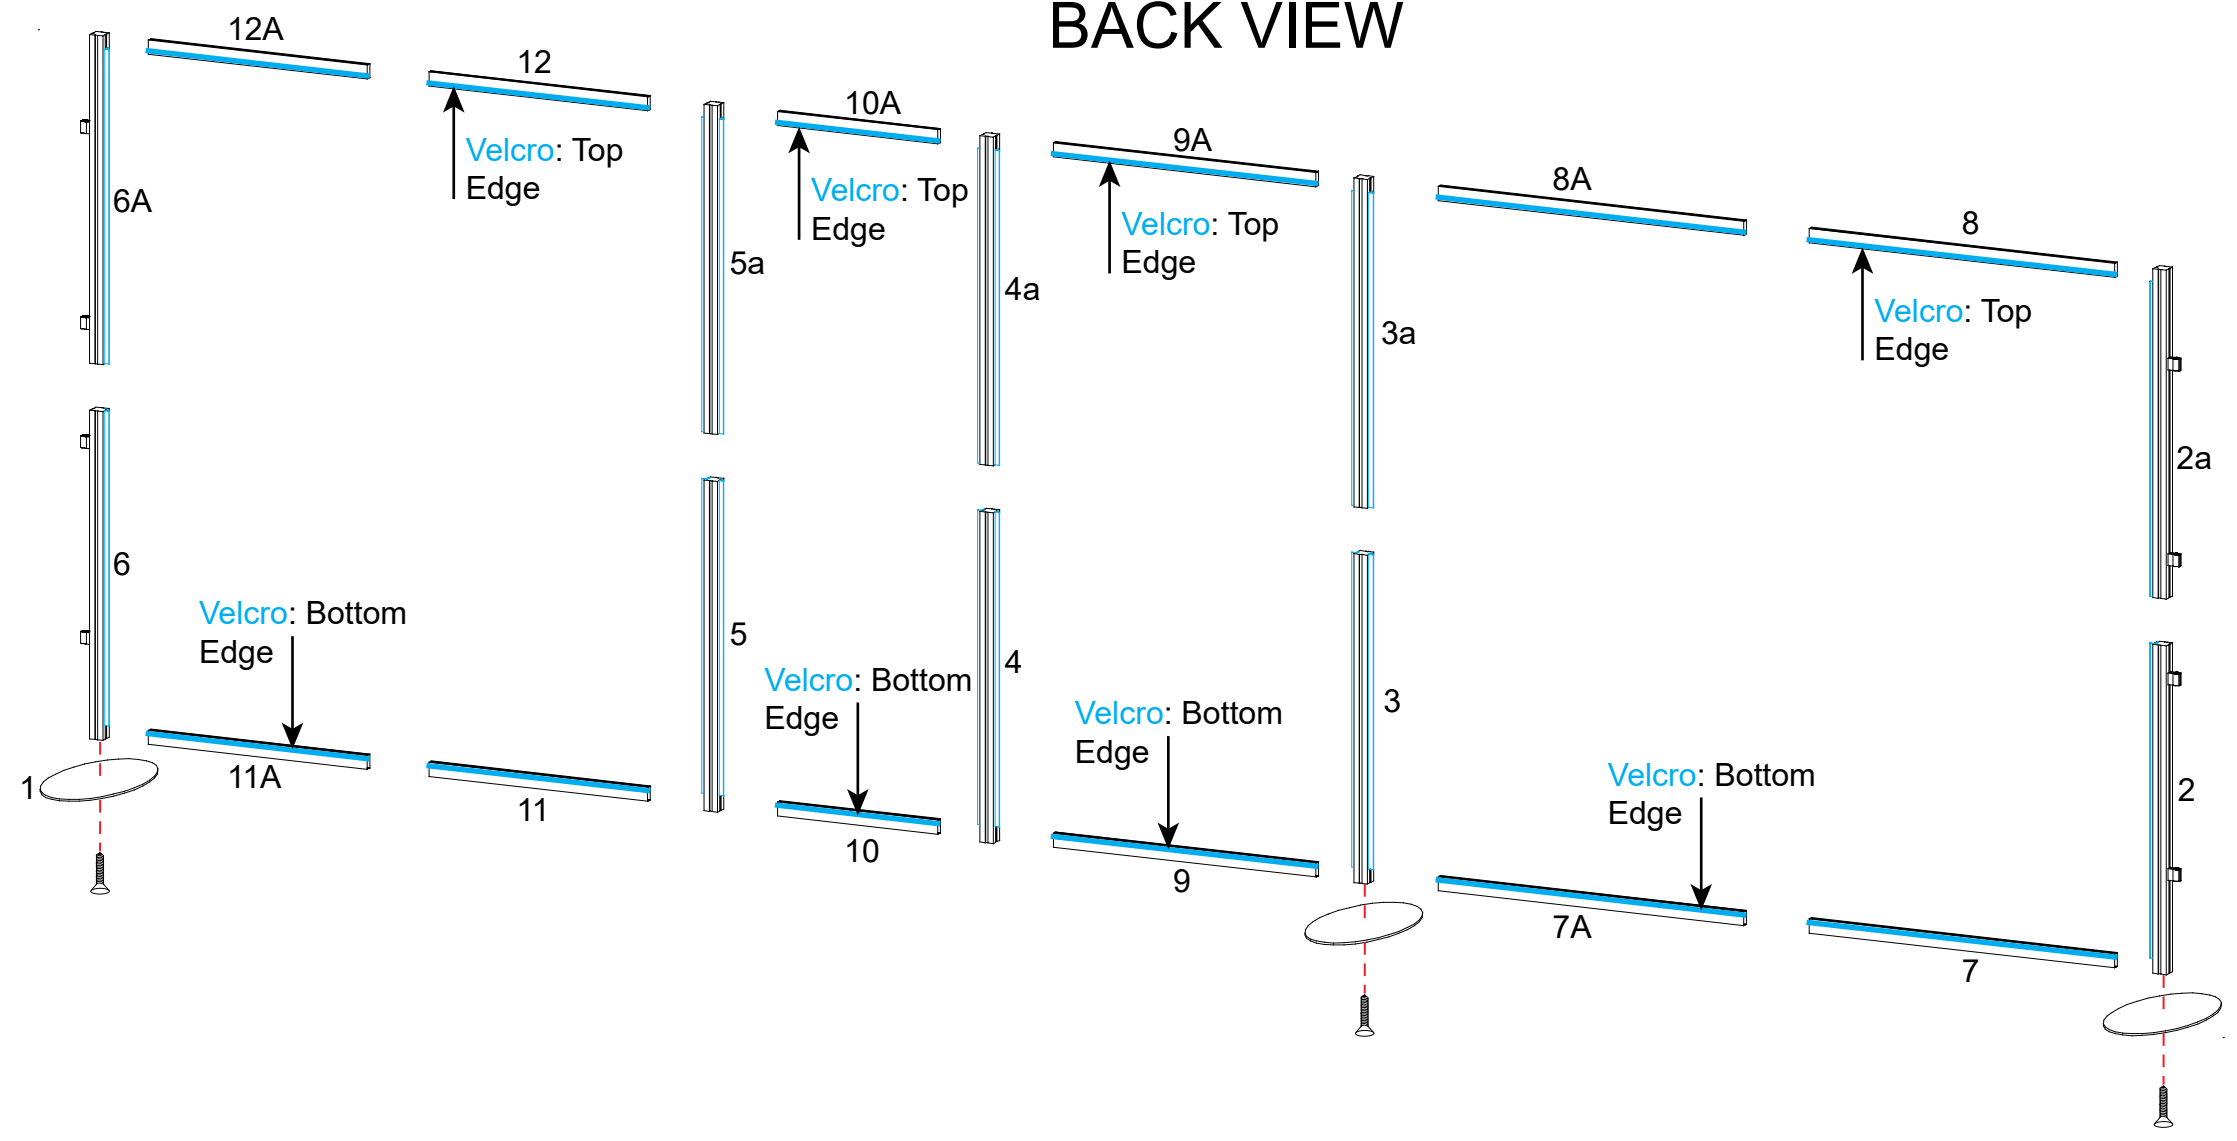 BACK VIEW
12A
12
10A
9A
8A
8
Velcro: Top
Edge
Velcro: Top
Edge
Velcro: Top
Edge
Velcro: Top
Edge
6A
5a
4a
3a
2a
6
5
4
3
2
Velcro: Bottom
Edge
Velcro: Bottom
Edge
Velcro: Bottom
Edge
Velcro: Bottom
Edge
1
11A
11
10
9
7A
7